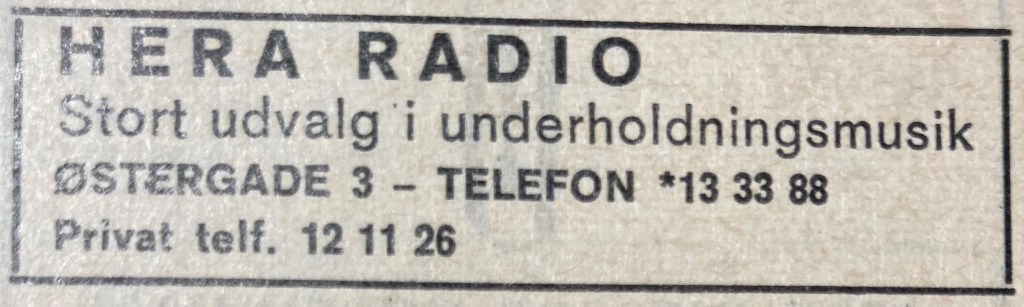 HERA RADIO
Stort udvalg i underholdningsmusik
ØSTERGADE 3 – TELEFON *13 33 88
Privat telf. 12 11 26